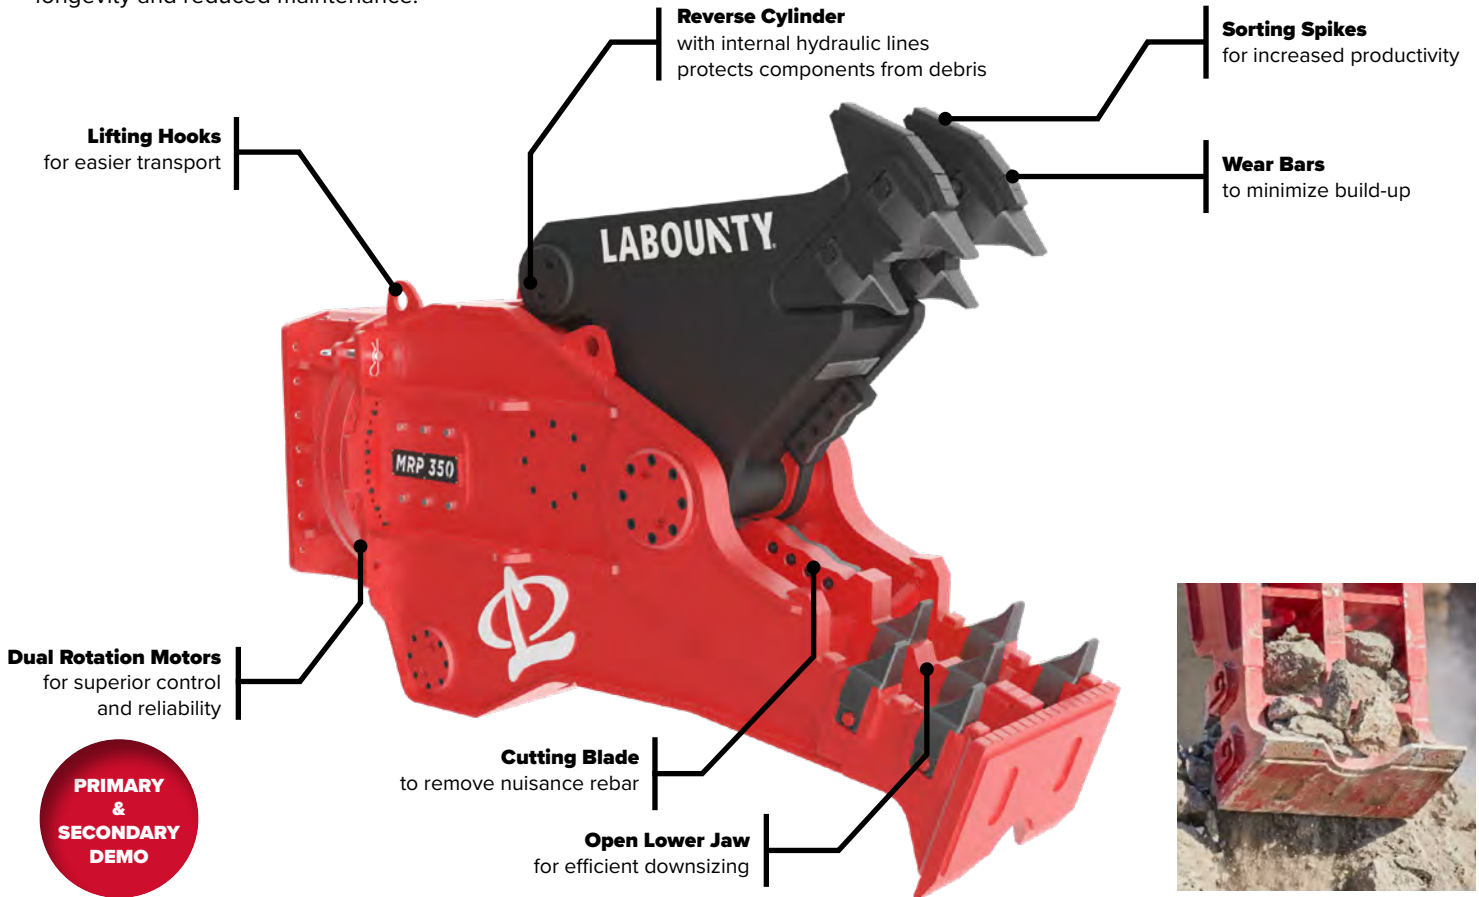 longevity and reduced maintenance.
Reverse Cylinder
with internal hydraulic lines
protects components from debris
Sorting Spikes
for increased productivity
Lifting Hooks
for easier transport
Wear Bars
to minimize build-up
LABOUNTY
MRP 350
Dual Rotation Motors
for superior control
and reliability
Cutting Blade
to remove nuisance rebar
PRIMARY
&
SECONDARY
DEMO
Open Lower Jaw
for efficient downsizing